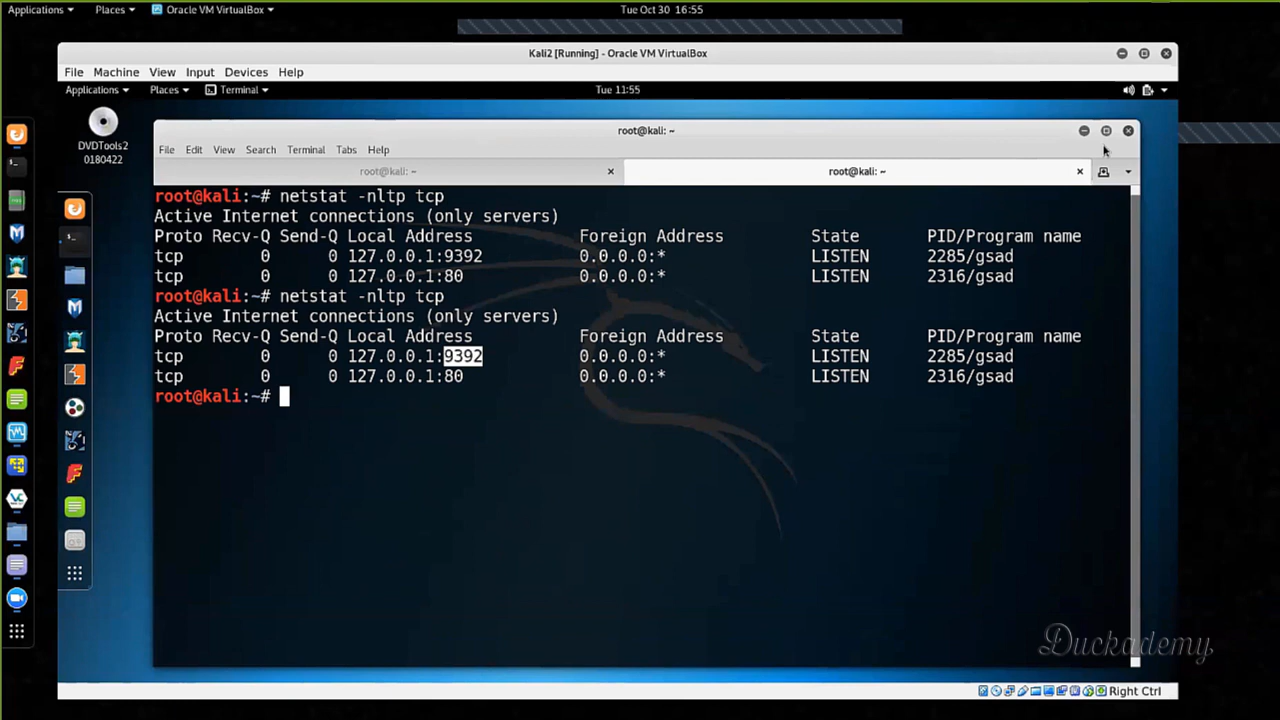 Applications Places Oracle VM VirtualBox Tue Oct 30 16:55
Kali2 [Running] - Oracle VM VirtualBox
File Machine View Input Devices Help
Applications Places Terminal Tue 11:55
DVDTools2
0180422
root@kali: ~
File Edit View Search Terminal Tabs Help
root@kali: ~ root@kali: ~
root@kali:~# netstat -nltp tcp
Active Internet connections (only servers)
Proto Recv-Q Send-Q Local Address Foreign Address State PID/Program name
tcp 0 0 127.0.0.1:9392 0.0.0.0:* LISTEN 2285/gsad
tcp 0 0 127.0.0.1:80 0.0.0.0:* LISTEN 2316/gsad
root@kali:~# netstat -nltp tcp
Active Internet connections (only servers)
Proto Recv-Q Send-Q Local Address Foreign Address State PID/Program name
tcp 0 0 127.0.0.1:9392 0.0.0.0:* LISTEN 2285/gsad
tcp 0 0 127.0.0.1:80 0.0.0.0:* LISTEN 2316/gsad
root@kali:~#
Duckademy
Right Ctrl